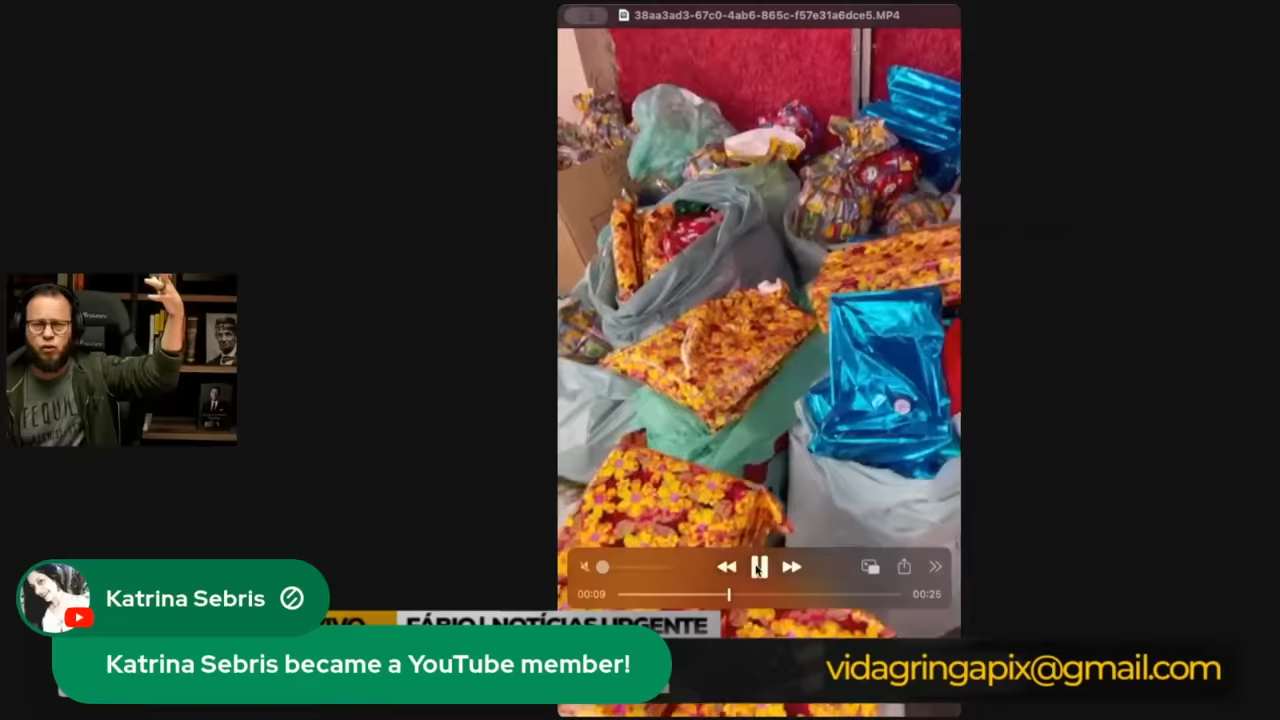 38aa3ad3-67c0-4ab6-865c-f57e31a6dce5.MP4
00:09
00:25
Katrina Sebris
VIVO
FÁBIO | NOTÍCIAS URGENTE
Katrina Sebris became a YouTube member!
vidagringapix@gmail.com